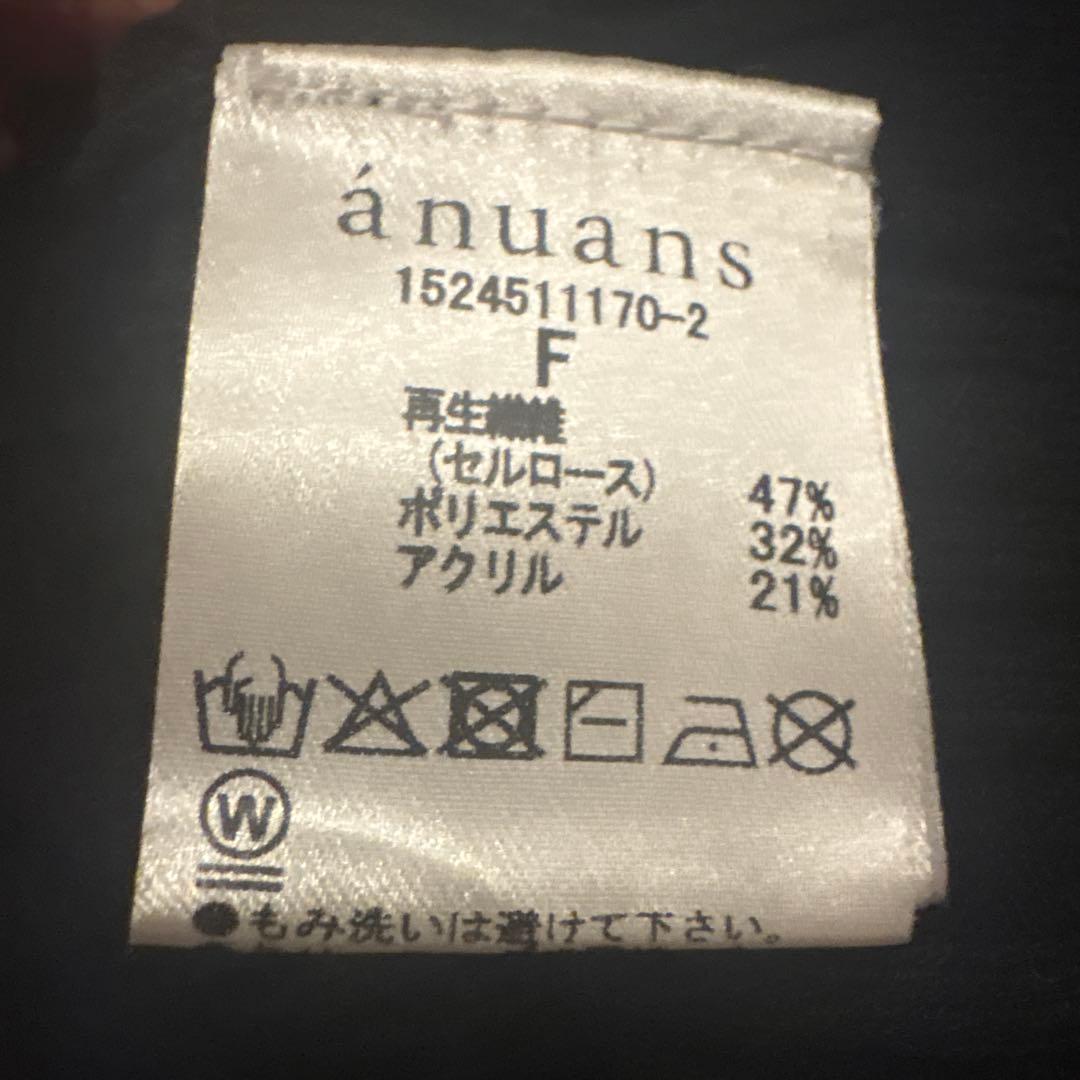 ánuans
1524511170-2
F
再生繊維
(セルロース) 47%
ポリエステル 32%
アクリル 21%
W
●もみ洗いは避けて下さい。